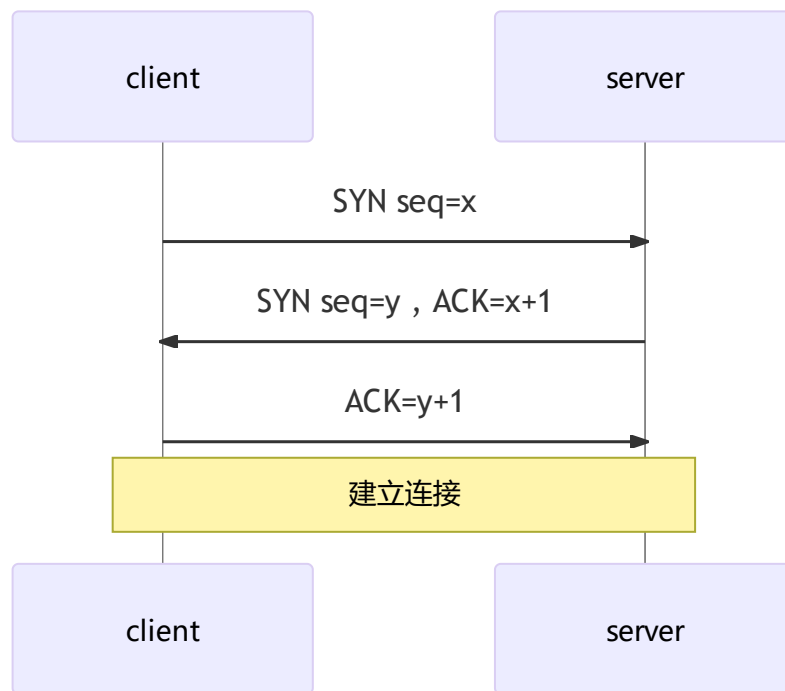 client
server
SYN seq=x
SYN seq=y，ACK=x+1
ACK=y+1
建立连接
client
server